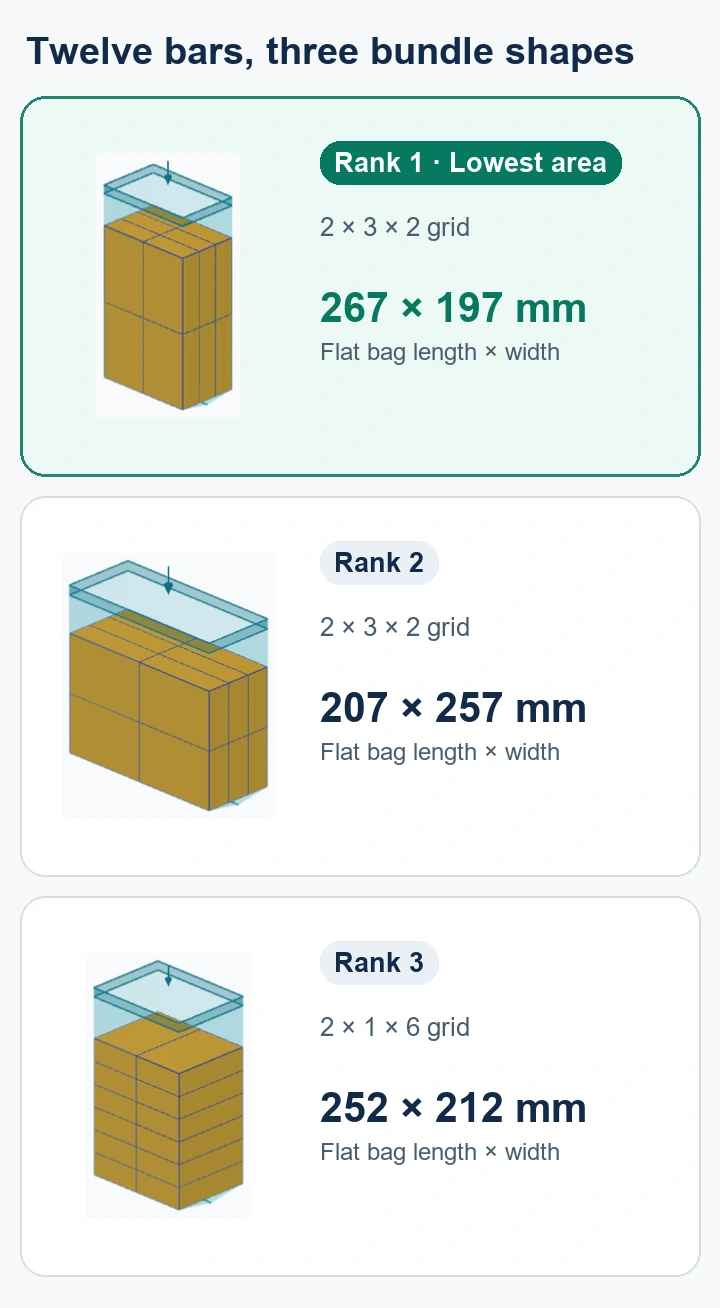 Twelve bars, three bundle shapes
Rank 1 · Lowest area
2 × 3 × 2 grid
267 × 197 mm
Flat bag length × width
Rank 2
2 × 3 × 2 grid
207 × 257 mm
Flat bag length × width
Rank 3
2 × 1 × 6 grid
252 × 212 mm
Flat bag length × width